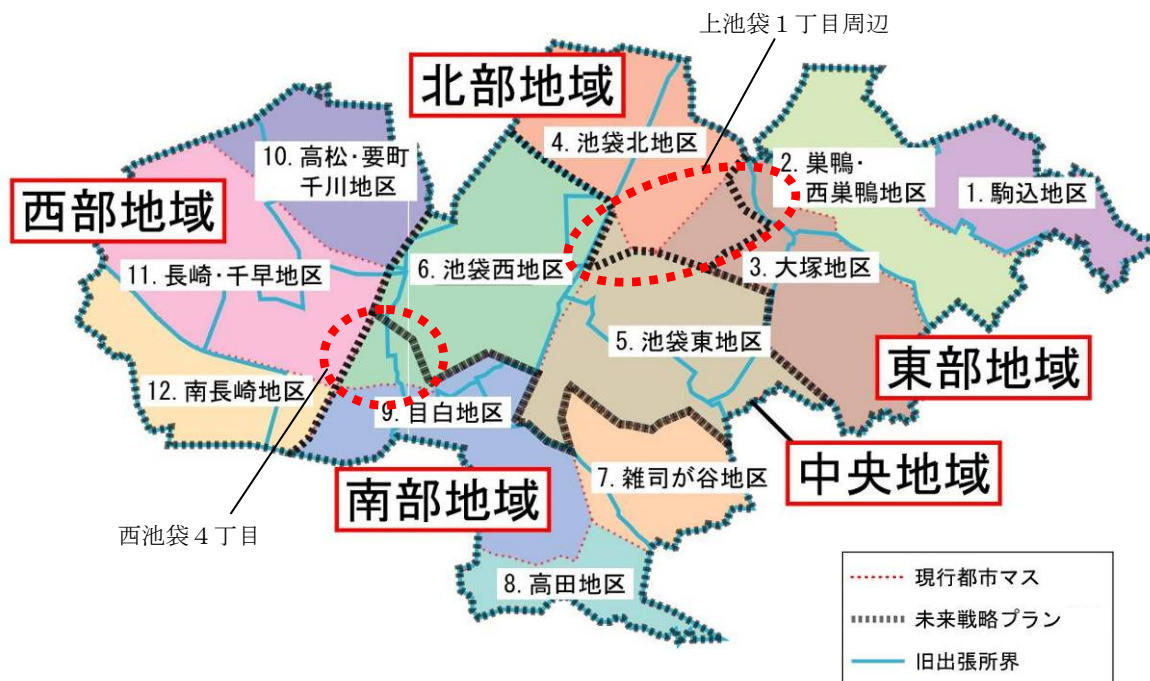 上池袋１丁目周辺
北部地域
4. 池袋北地区
10. 高松・要町
千川地区
2. 巣鴨・
西巣鴨地区
1. 駒込地区
西部地域
11. 長崎・千早地区
6. 池袋西地区
3. 大塚地区
5. 池袋東地区
東部地域
12. 南長崎地区
9. 目白地区
中央地域
7. 雑司が谷地区
南部地域
西池袋４丁目
8. 高田地区
現行都市マス
未来戦略プラン
旧出張所界